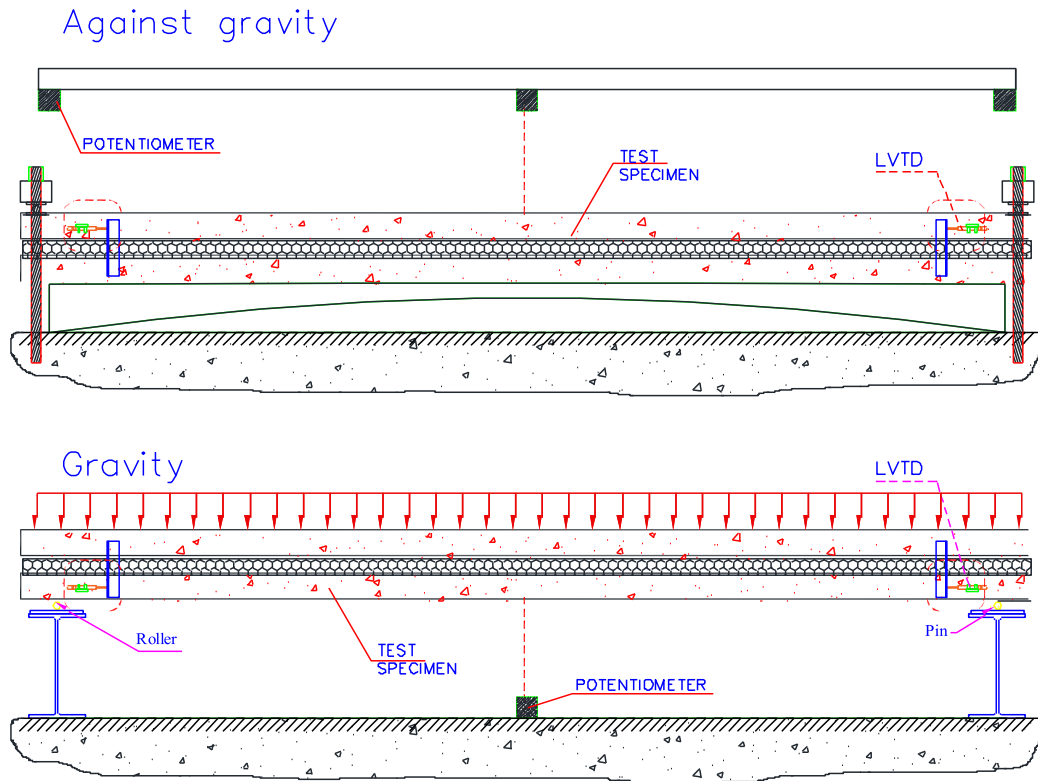 Against gravity
POTENTIOMETER
TEST
SPECIMEN
LVTD
Gravity
LVTD
Roller
Pin
TEST
SPECIMEN
POTENTIOMETER